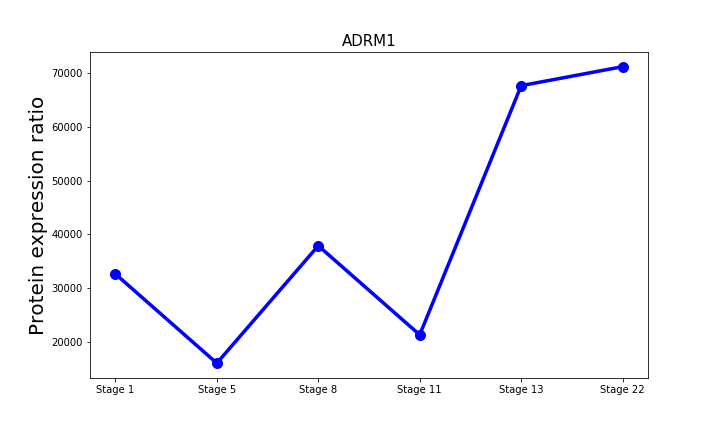 ADRM1
Protein expression ratio
70000
60000
50000
40000
30000
20000
Stage 1 Stage 5 Stage 8 Stage 11 Stage 13 Stage 22